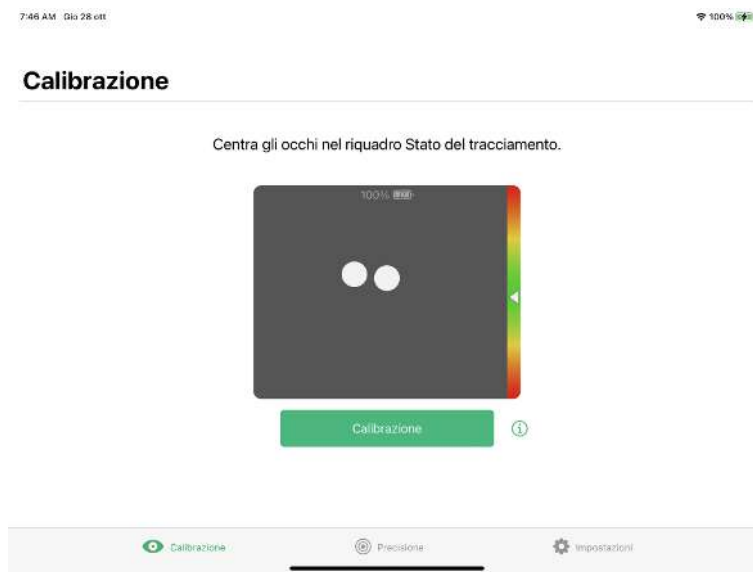 7:46 AM Gio 28 ott
100%
Calibrazione
Centra gli occhi nel riquadro Stato del tracciamento.
100%
Calibrazione
Calibrazione
Precisione
Impostazioni